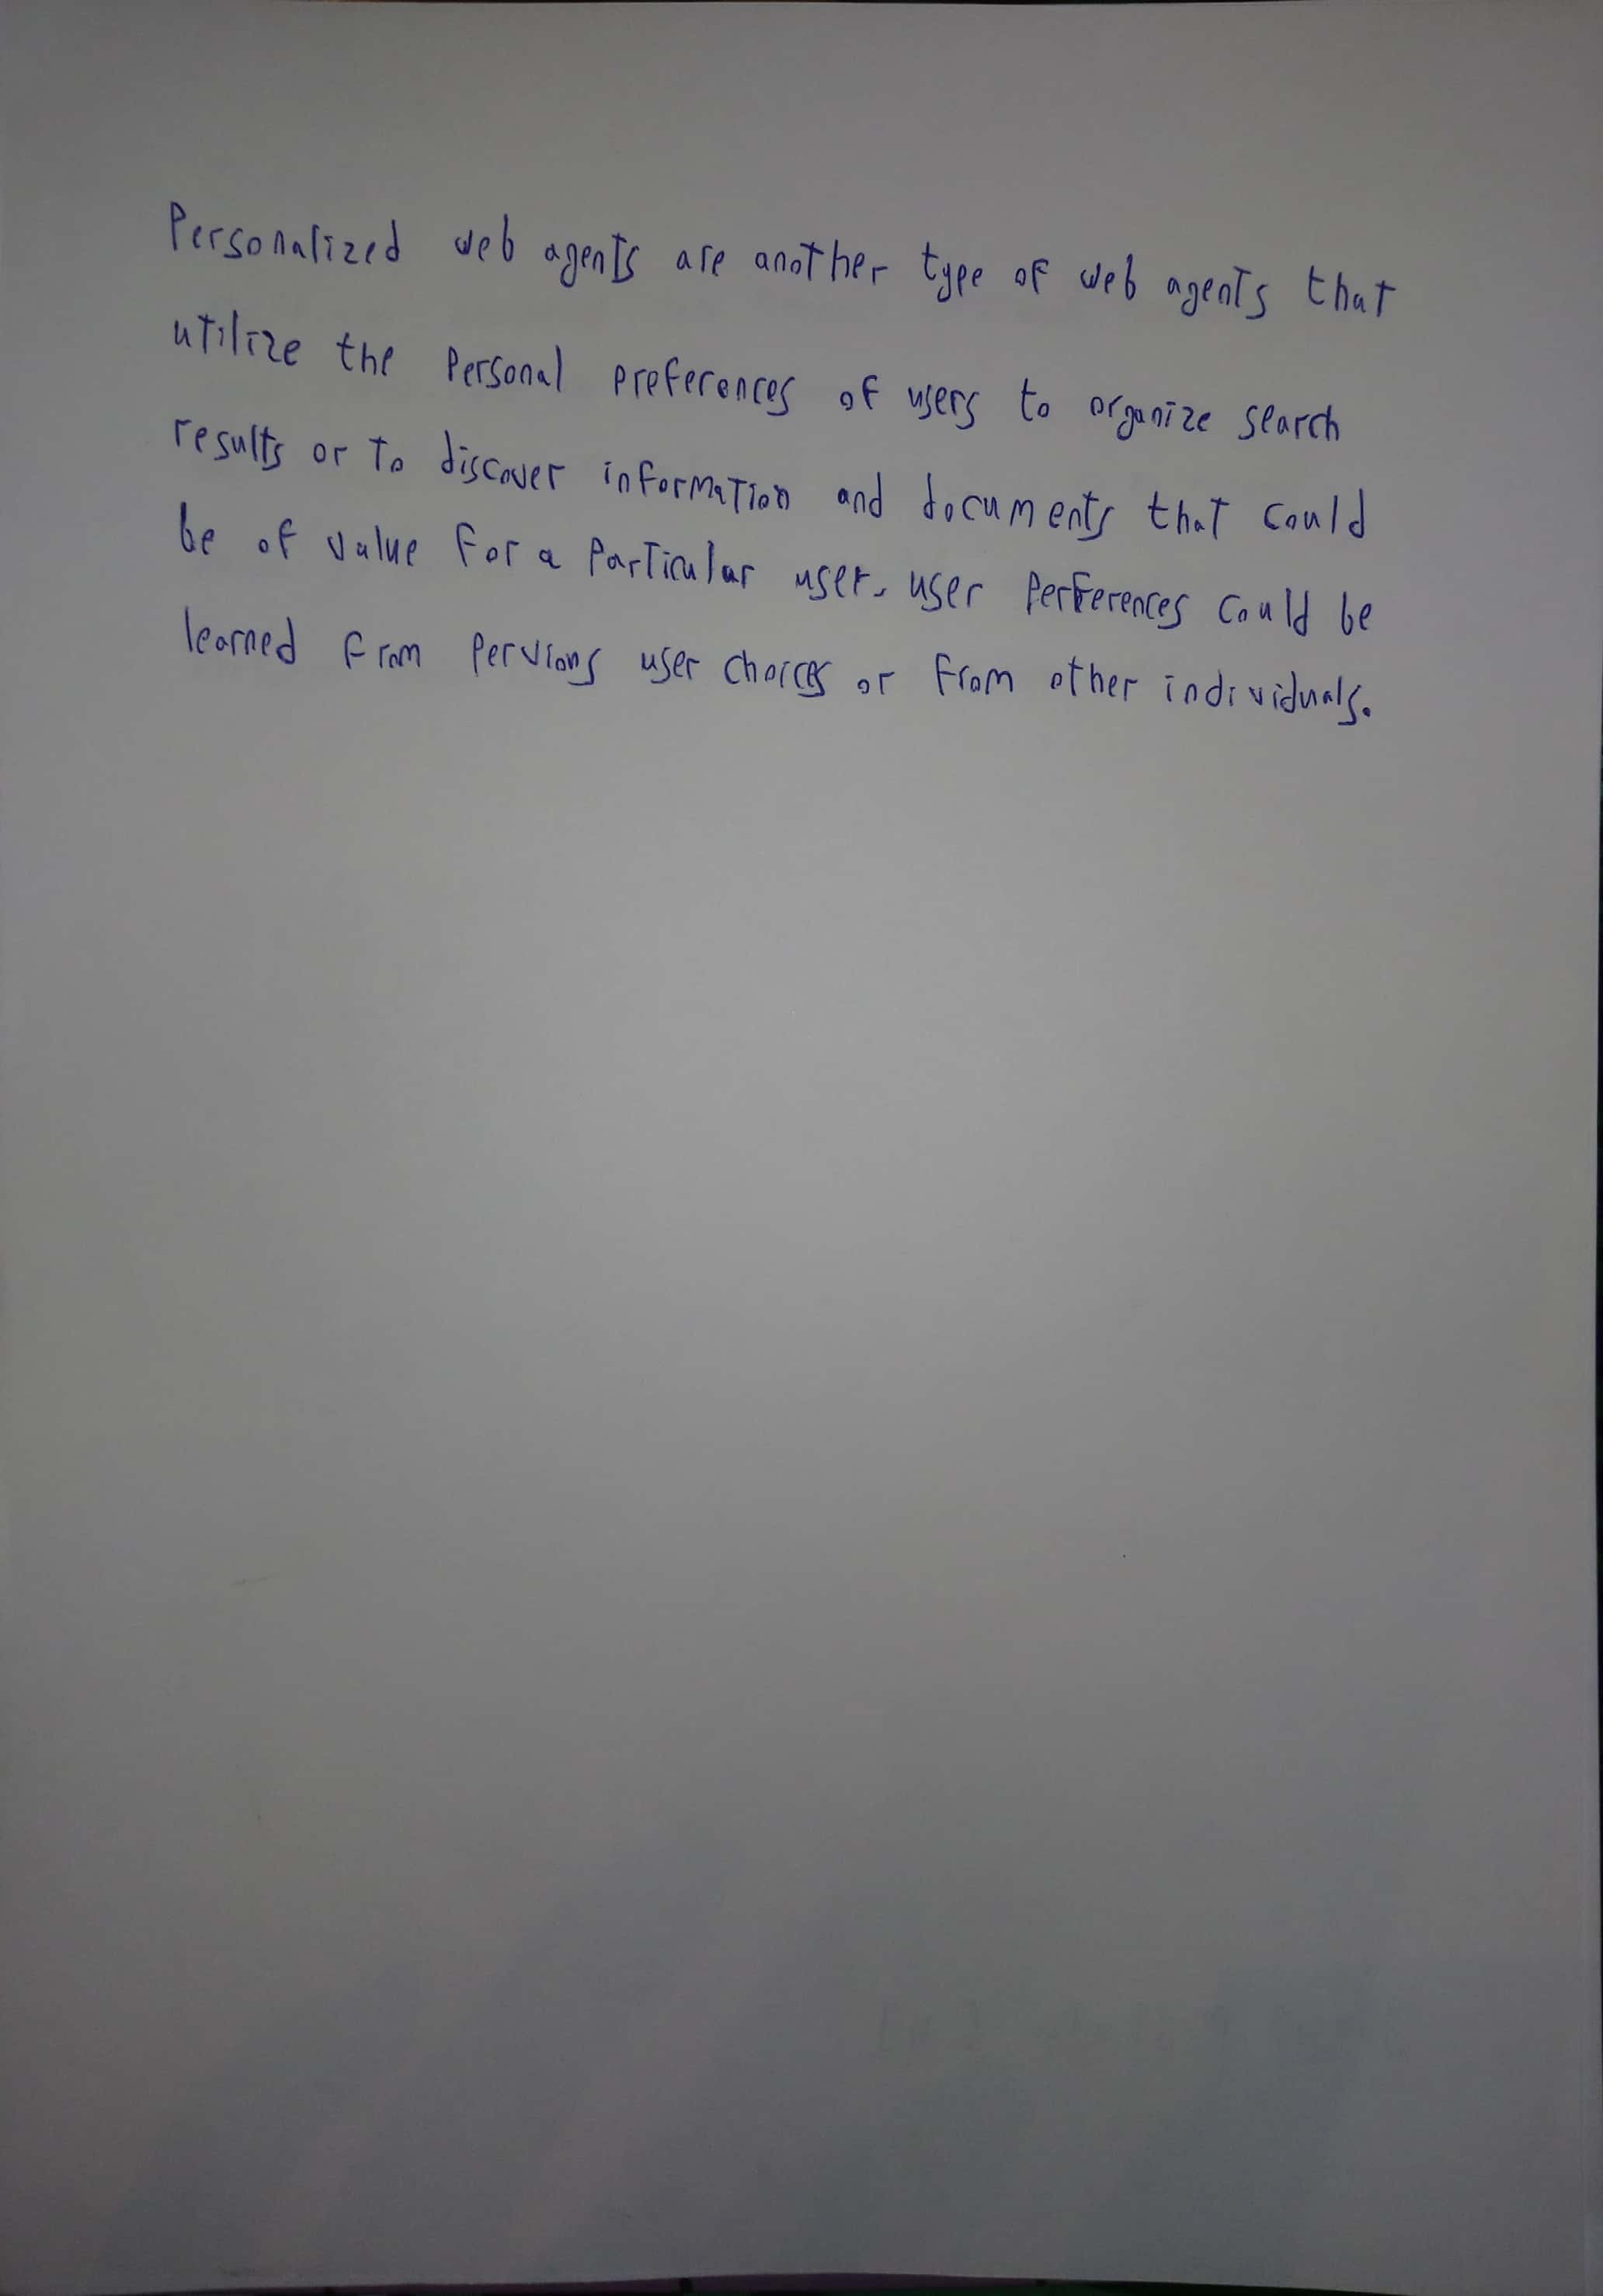 Personalized web agents are another type of web agents that
utilize the Personal preferences of users to organize search
results or to discover information and documents that could
be of value for a Particular user. user Perferences could be
learned from Pervious user choices or from other individuals.